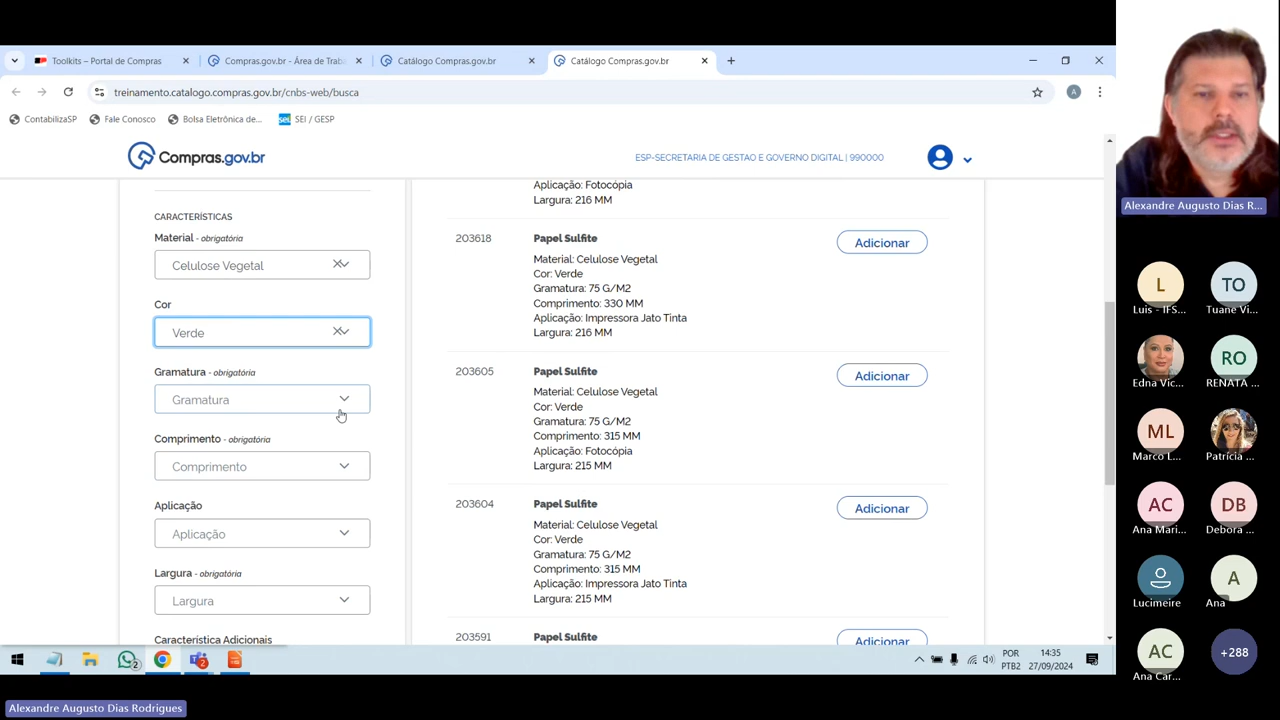 Toolkits – Portal de Compras
Compras.gov.br - Área de Traba
Catálogo Compras.gov.br
Catálogo Compras.gov.br
treinamento.catalogo.compras.gov.br/cnbs-web/busca
A
ContabilizaSP
Fale Conosco
Bolsa Eletrônica de...
sei.
SEI / GESP
Compras.gov.br
ESP-SECRETARIA DE GESTAO E GOVERNO DIGITAL | 990000
CARACTERÍSTICAS
Material - obrigatória
Celulose Vegetal
Cor
Verde
Gramatura - obrigatória
Gramatura
Comprimento - obrigatória
Comprimento
Aplicação
Aplicação
Largura - obrigatória
Largura
Característica Adicionais
Aplicação: Fotocópia
Largura: 216 MM
203618
Papel Sulfite
Adicionar
Material: Celulose Vegetal
Cor: Verde
Gramatura: 75 G/M2
Comprimento: 330 MM
Aplicação: Impressora Jato Tinta
Largura: 216 MM
203605
Papel Sulfite
Adicionar
Material: Celulose Vegetal
Cor: Verde
Gramatura: 75 G/M2
Comprimento: 315 MM
Aplicação: Fotocópia
Largura: 215 MM
203604
Papel Sulfite
Adicionar
Material: Celulose Vegetal
Cor: Verde
Gramatura: 75 G/M2
Comprimento: 315 MM
Aplicação: Impressora Jato Tinta
Largura: 215 MM
203591
Papel Sulfite
Adicionar
2
2
POR
PTB2
14:35
27/09/2024
Alexandre Augusto Dias R...
L
Luis - IFS...
TO
Tuane Vi...
Edna Vic...
RO
RENATA ...
ML
Marco L...
Patrícia ...
AC
Ana Mari...
DB
Debora ...
Lucimeire
A
Ana
AC
Ana Car...
+288
Alexandre Augusto Dias Rodrigues